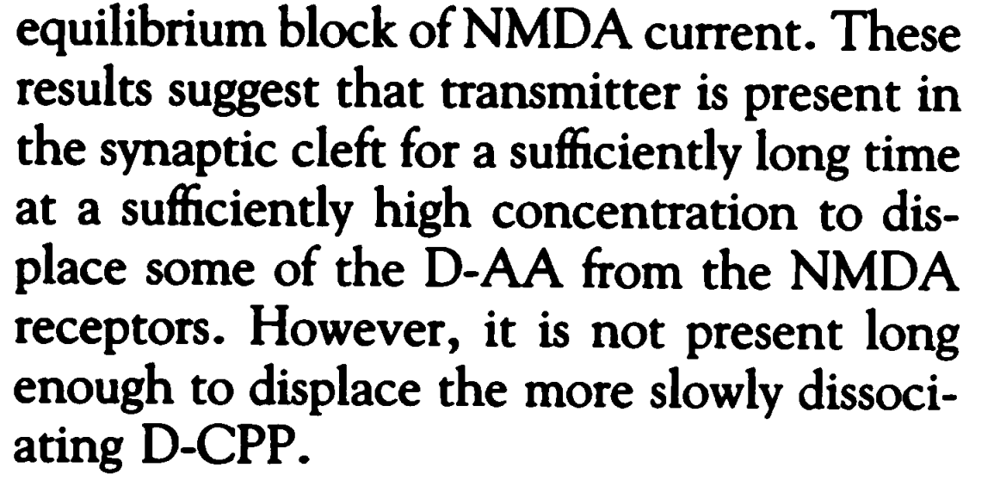 equilibrium block of NMDA current. These
results suggest that transmitter is present in
the synaptic cleft for a sufficiently long time
at a sufficiently high concentration to dis-
place some of the D-AA from the NMDA
receptors. However, it is not present long
enough to displace the more slowly dissoci-
ating D-CPP.